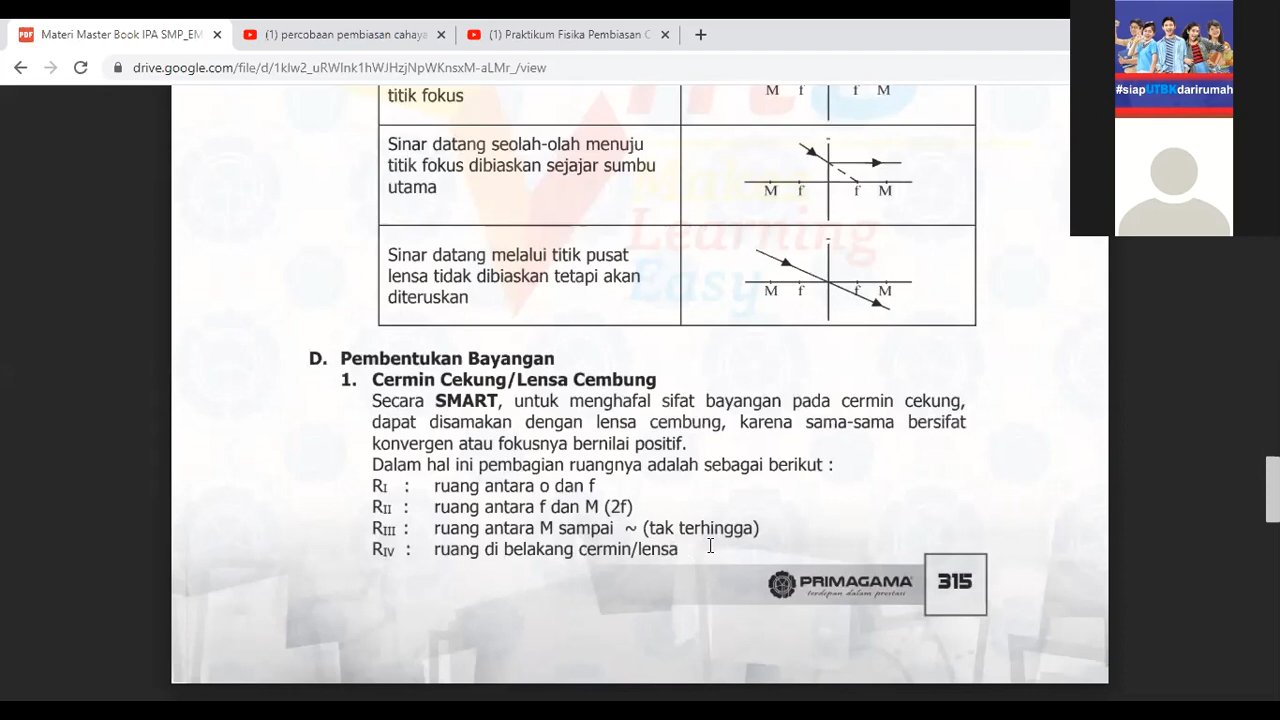 Materi Master Book IPA SMP_EM
(1) percobaan pembiasan cahaya
(1) Praktikum Fisika Pembiasan C
drive.google.com/file/d/1klw2_uRWlnk1hWJHzjNpWKnsxM-aLMr_/view
#siapUTBKdarirumah
titik fokus
M f f M
Sinar datang seolah-olah menuju
titik fokus dibiaskan sejajar sumbu
utama
M f f M
Makes
Learning
Easy
Sinar datang melalui titik pusat
lensa tidak dibiaskan tetapi akan
diteruskan
M f f M
D. Pembentukan Bayangan
1. Cermin Cekung/Lensa Cembung
Secara SMART, untuk menghafal sifat bayangan pada cermin cekung,
dapat disamakan dengan lensa cembung, karena sama-sama bersifat
konvergen atau fokusnya bernilai positif.
Dalam hal ini pembagian ruangnya adalah sebagai berikut :
RI : ruang antara o dan f
RII : ruang antara f dan M (2f)
RIII : ruang antara M sampai ~ (tak terhingga)
RIV : ruang di belakang cermin/lensa
PRIMAGAMA
terdepan dalam prestasi
315